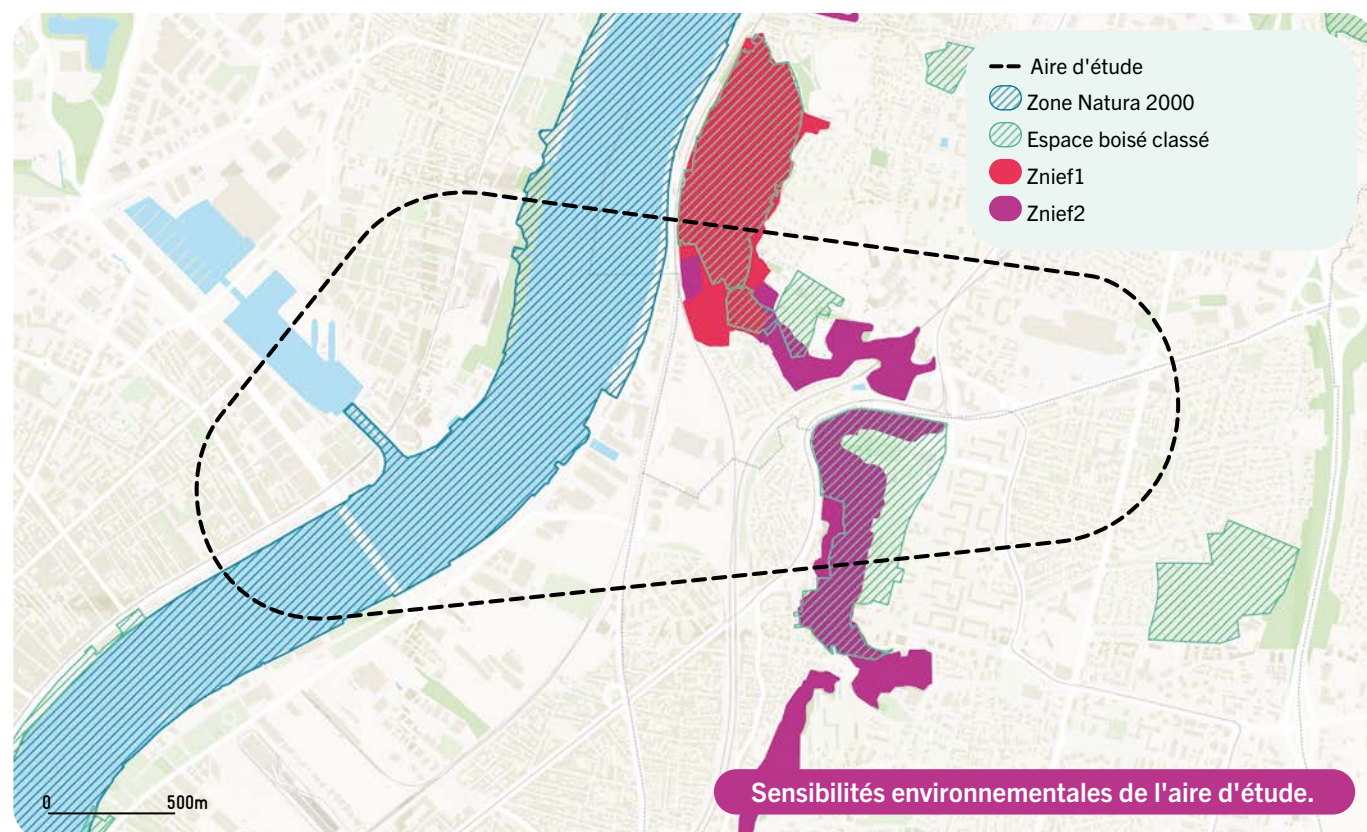 Aire d'étude
Zone Natura 2000
Espace boisé classé
Znief1
Znief2
0 500m
Sensibilités environnementales de l'aire d'étude.